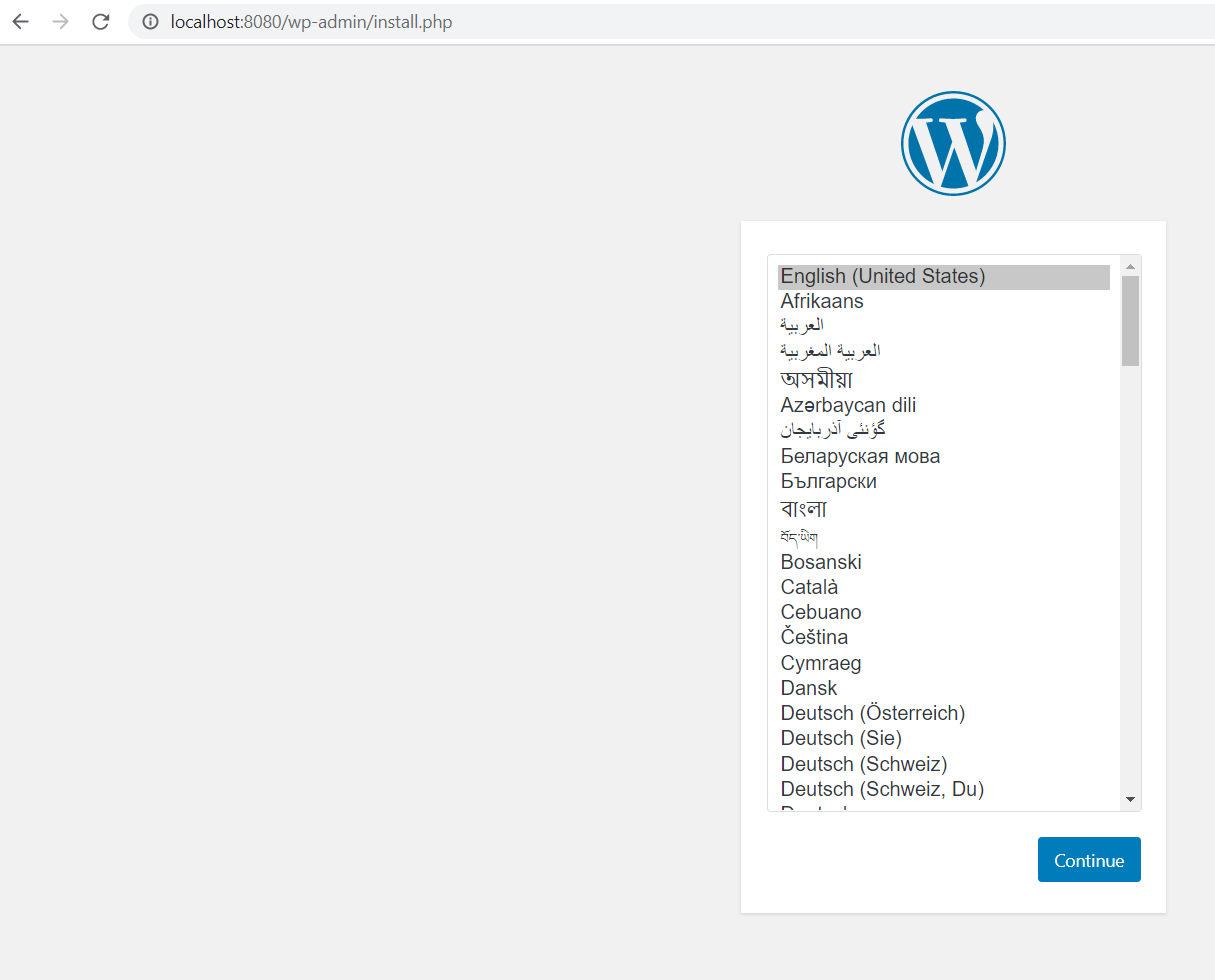 localhost:8080/wp-admin/install.php
English (United States)
Afrikaans
العربية
العربية المغربية
অসমীয়া
Azərbaycan dili
گؤنئی آذربایجان
Беларуская мова
Български
বাংলা
བོད་ཡིག
Bosanski
Català
Cebuano
Čeština
Cymraeg
Dansk
Deutsch (Österreich)
Deutsch (Sie)
Deutsch (Schweiz)
Deutsch (Schweiz, Du)
Continue